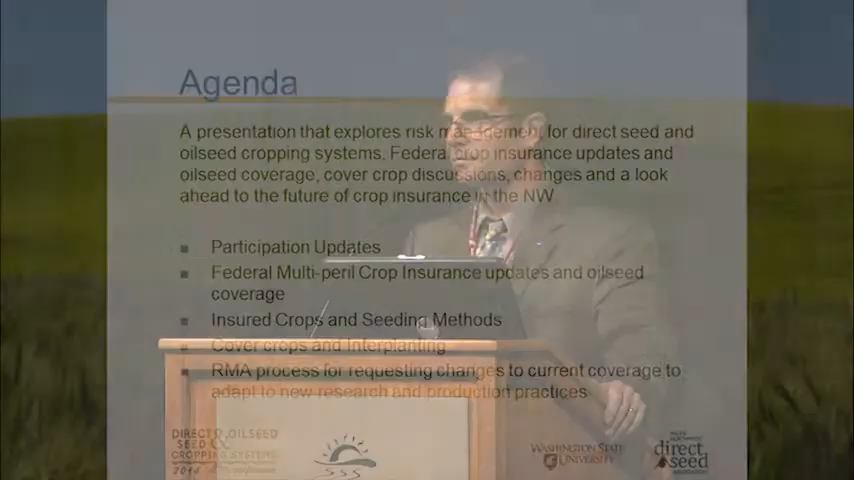 Agenda
A presentation that explores risk management for direct seed and
oilseed cropping systems. Federal crop insurance updates and
oilseed coverage, cover crop discussions, changes and a look
ahead to the future of crop insurance in the NW
Participation Updates
Federal Multi-peril Crop Insurance updates and oilseed
coverage
Insured Crops and Seeding Methods
Cover crops and Interplanting
RMA process for requesting changes to current coverage to
adapt to new research and production practices
DIRECT & OILSEED
SEED
CROPPING SYSTEMS
WASHINGTON STATE
UNIVERSITY
direct
seed